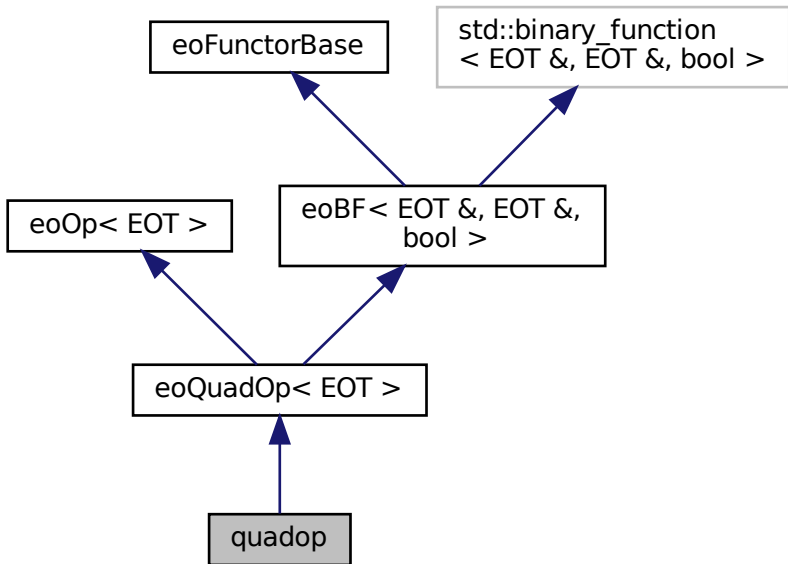 eoFunctorBase
std::binary_function
< EOT &, EOT &, bool >
eoOp< EOT >
eoBF< EOT &, EOT &,
bool >
eoQuadOp< EOT >
quadop